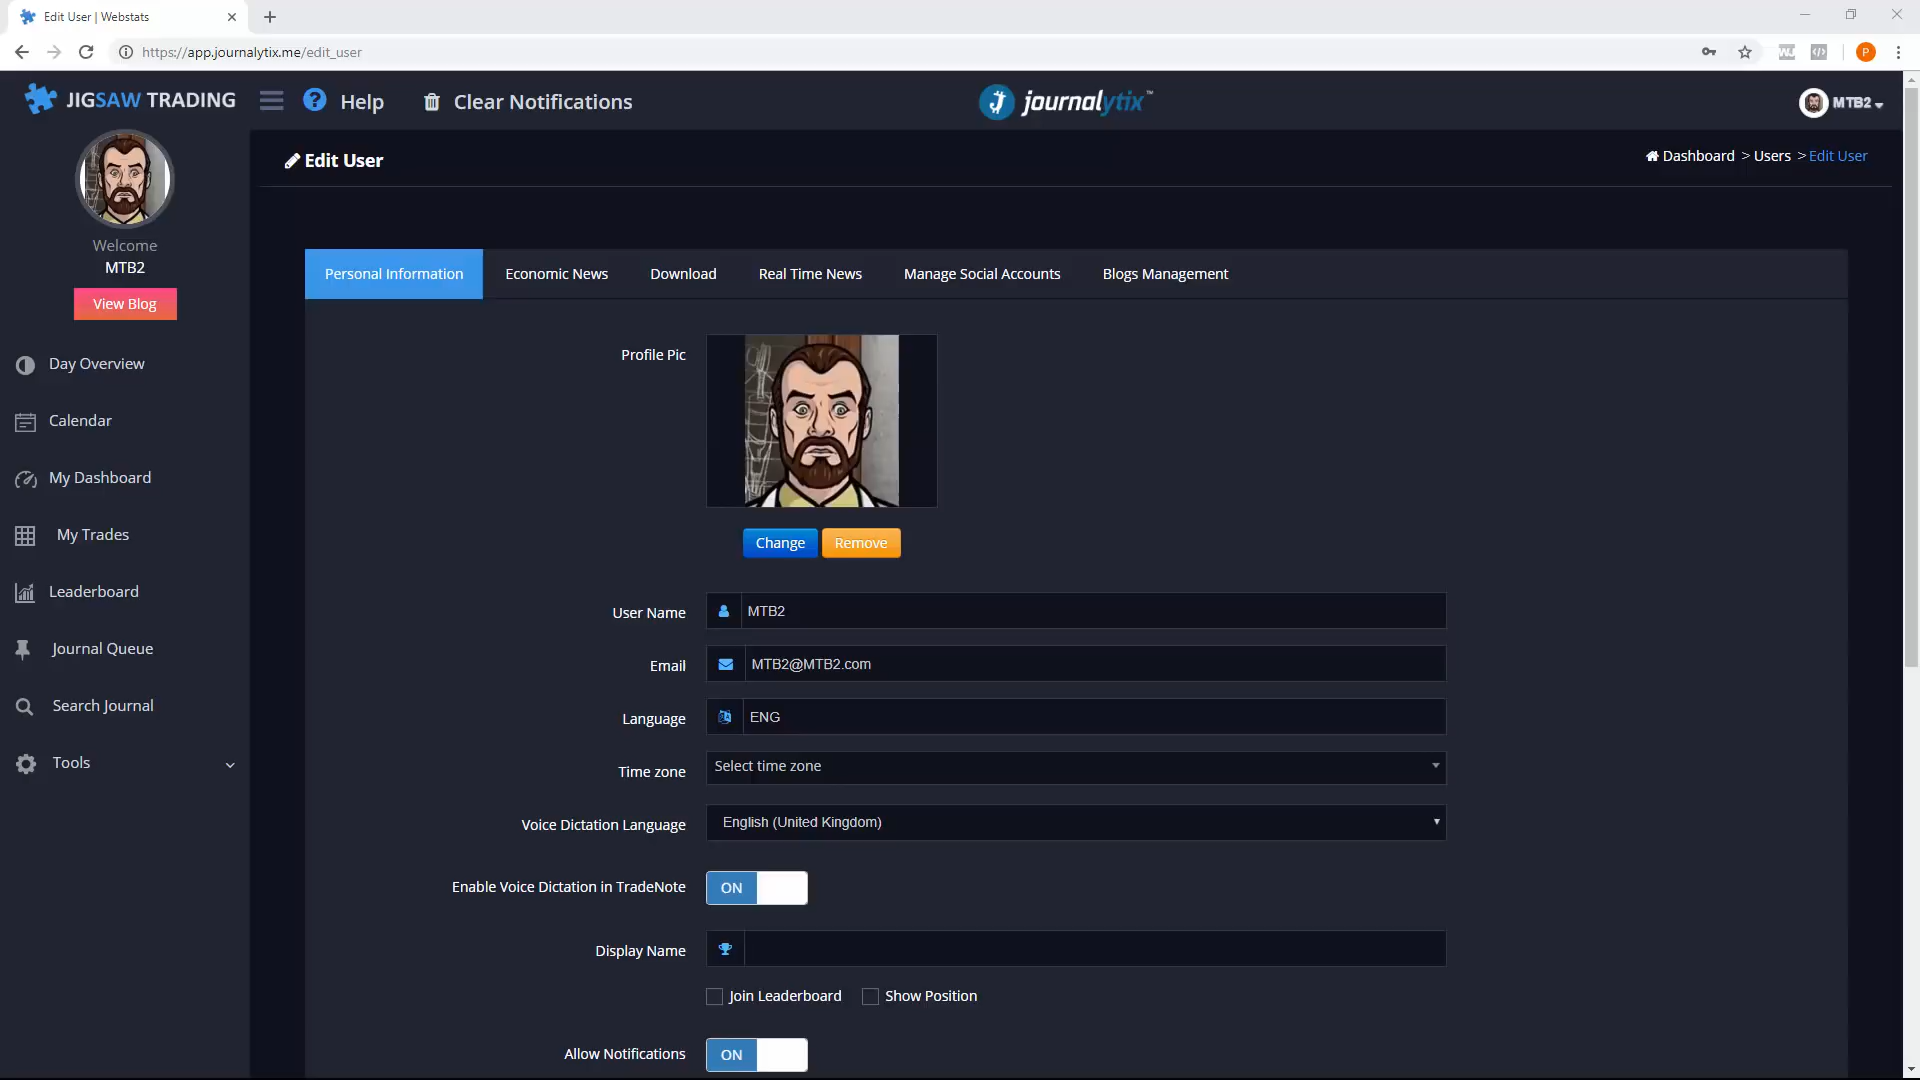 Edit User | Webstats
https://app.journalytix.me/edit_user
P
JIGSAW TRADING
Help
Clear Notifications
journalytix™
MTB2
Edit User
Dashboard > Users > Edit User
Welcome
MTB2
View Blog
Day Overview
Calendar
My Dashboard
My Trades
Leaderboard
Journal Queue
Search Journal
Tools
Personal Information
Economic News
Download
Real Time News
Manage Social Accounts
Blogs Management
Profile Pic
Change
Remove
User Name
MTB2
Email
MTB2@MTB2.com
Language
ENG
Time zone
Select time zone
Voice Dictation Language
English (United Kingdom)
Enable Voice Dictation in TradeNote
ON
Display Name
Join Leaderboard
Show Position
Allow Notifications
ON